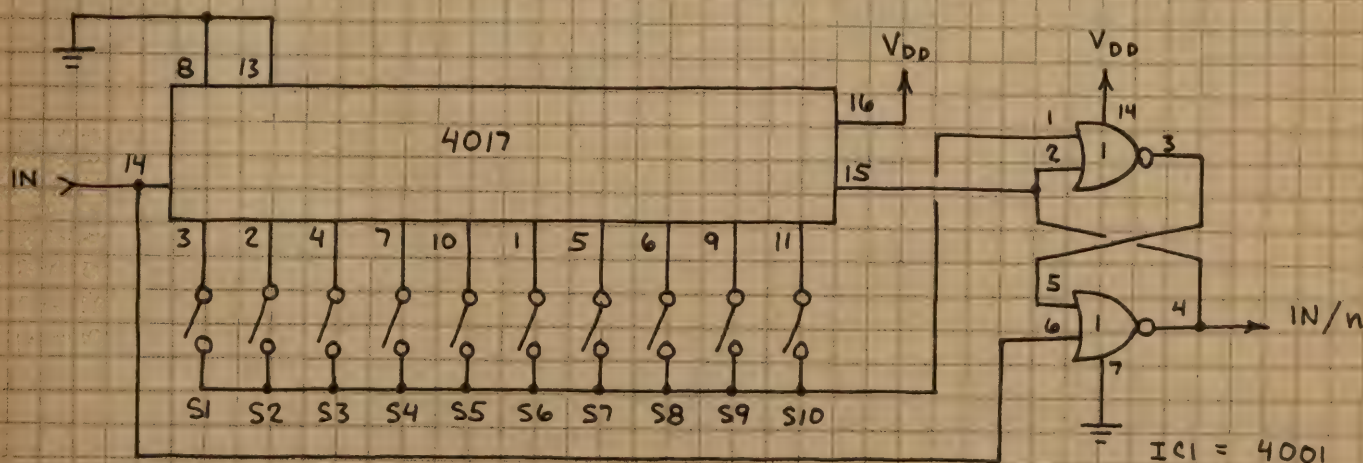 VDD VDD
8 13
16 14
4017
1
2 1 3
14
IN
15
3 2 4 7 10 1 5 6 9 11
5
6 1 4 IN/n
7
S1 S2 S3 S4 S5 S6 S7 S8 S9 S10
IC1 = 4001